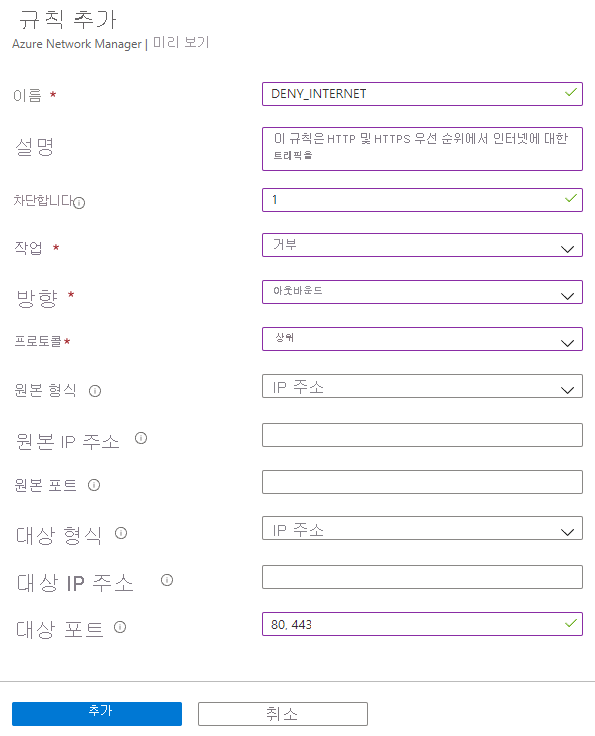 규칙 추가
Azure Network Manager | 미리 보기
이름 *
DENY_INTERNET
설명
이 규칙은 HTTP 및 HTTPS 우선 순위에서 인터넷에 대한
트래픽을
차단합니다
1
작업 *
거부
방향 *
아웃바운드
프로토콜*
상위
원본 형식
IP 주소
원본 IP 주소
원본 포트
대상 형식
IP 주소
대상 IP 주소
대상 포트
80, 443
추가
취소